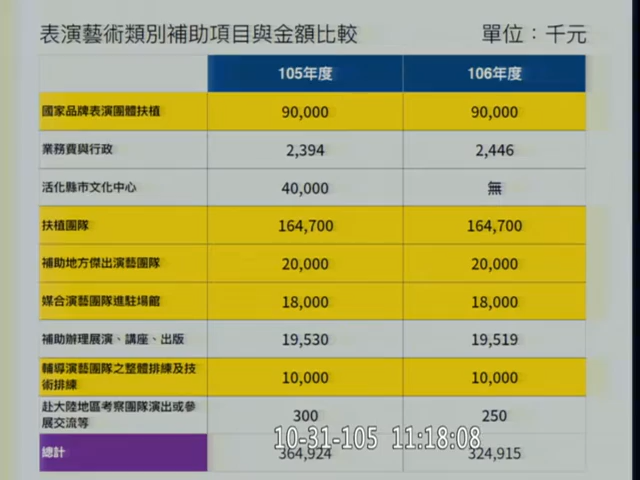 表演藝術類別補助項目與金額比較 單位：千元
105年度 106年度
國家品牌表演團體扶植 90,000 90,000
業務費與行政 2,394 2,446
活化縣市文化中心 40,000 無
扶植團隊 164,700 164,700
補助地方傑出演藝團隊 20,000 20,000
媒合演藝團隊進駐場館 18,000 18,000
補助辦理展演、講座、出版 19,530 19,519
輔導演藝團隊之整體排練及技
術排練 10,000 10,000
赴大陸地區考察團隊演出或參
展交流等 300 250
10-31-105 11:18:08
總計 364,924 324,915